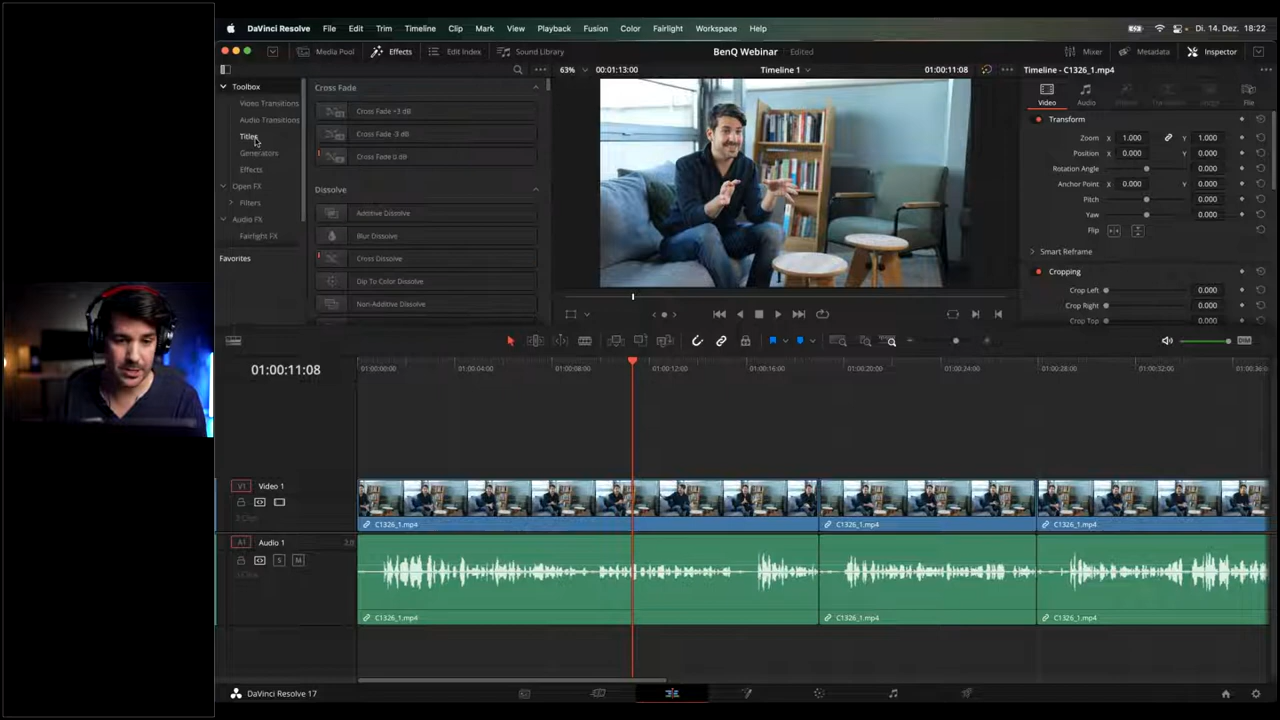 DaVinci Resolve File Edit Trim Timeline Clip Mark View Playback Fusion Color Fairlight Workspace Help Di. 14. Dez. 18:22
Media Pool Effects Edit Index Sound Library BenQ Webinar Edited Mixer Metadata Inspector
63% 00:01:13:00 Timeline 1 01:00:11:08 Timeline - C1326_1.mp4
Toolbox
Video Transitions
Audio Transitions
Titles
Generators
Effects
Open FX
Filters
Audio FX
Fairlight FX
Favorites
Cross Fade
Cross Fade +3 dB
Cross Fade -3 dB
Cross Fade 0 dB
Dissolve
Additive Dissolve
Blur Dissolve
Cross Dissolve
Dip To Color Dissolve
Non-Additive Dissolve
Video Audio File
Transform
Zoom X 1.000 Y 1.000
Position X 0.000 Y 0.000
Rotation Angle 0.000
Anchor Point X 0.000 Y 0.000
Pitch 0.000
Yaw 0.000
Flip
Smart Reframe
Cropping
Crop Left 0.000
Crop Right 0.000
Crop Top
DIM
01:00:11:08
01:00:00:00 01:00:04:00 01:00:08:00 01:00:12:00 01:00:16:00 01:00:20:00 01:00:24:00 01:00:28:00 01:00:32:00 01:00:36:0
V1 Video 1
C1326_1.mp4 C1326_1.mp4 C1326_1.mp4
A1 Audio 1
S M
C1326_1.mp4 C1326_1.mp4 C1326_1.mp4
DaVinci Resolve 17